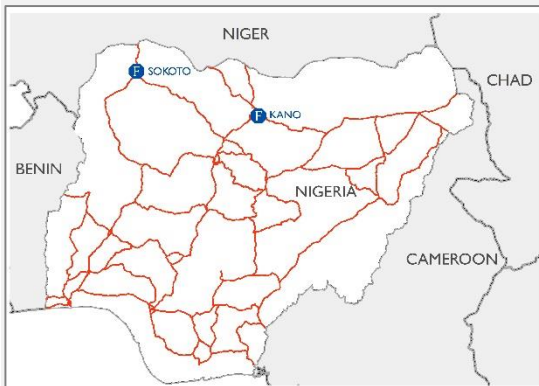 NIGER
F SOKOTO
CHAD
F KANO
BENIN
NIGERIA
CAMEROON